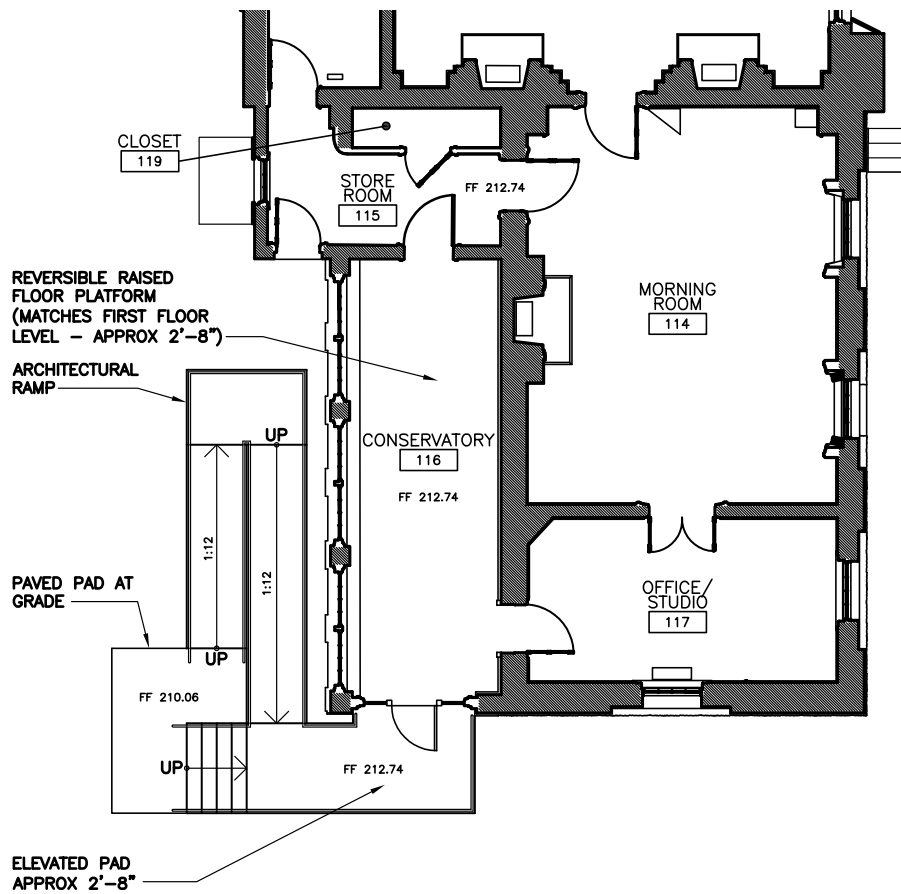 CLOSET
119
STORE
ROOM
115
FF 212.74
REVERSIBLE RAISED
FLOOR PLATFORM
(MATCHES FIRST FLOOR
LEVEL – APPROX 2'-8")
MORNING
ROOM
114
ARCHITECTURAL
RAMP
UP
CONSERVATORY
116
FF 212.74
1:12
1:12
PAVED PAD AT
GRADE
OFFICE/
STUDIO
117
UP
FF 210.06
UP
FF 212.74
ELEVATED PAD
APPROX 2'-8"